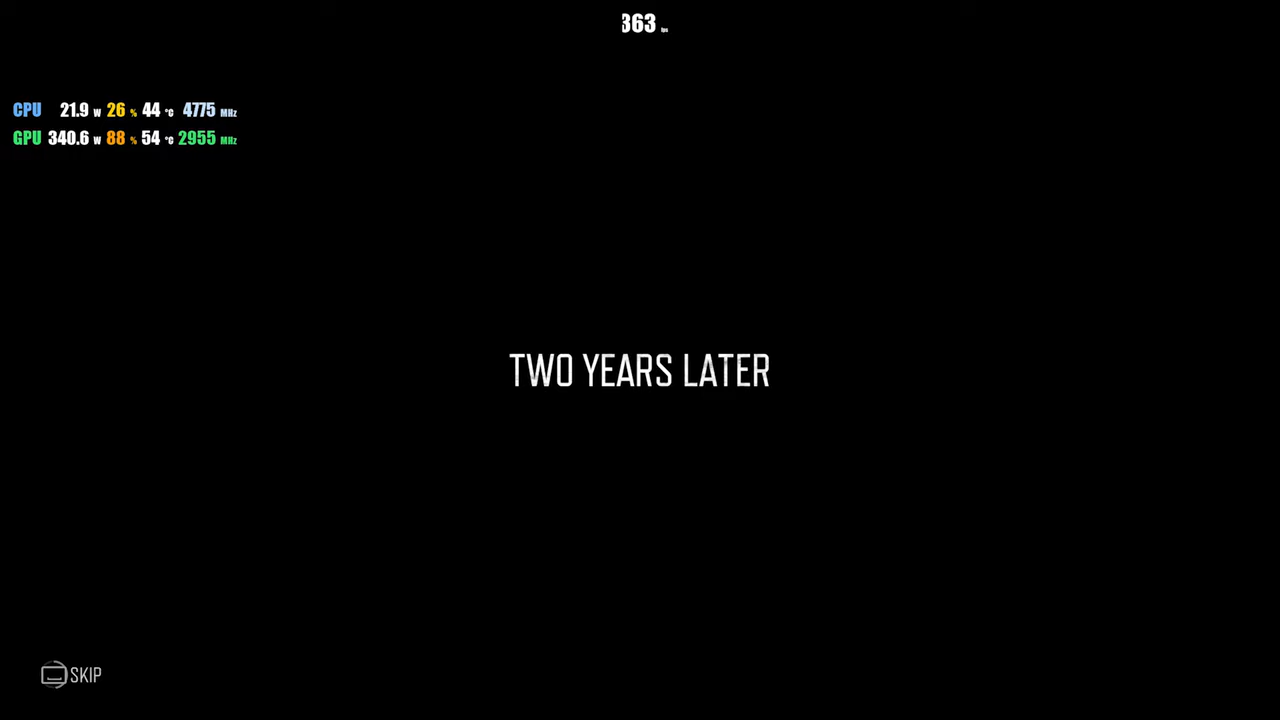 363 fps
CPU 21.9 W 26 % 44 °C 4775 MHz
GPU 340.6 W 88 % 54 °C 2955 MHz
TWO YEARS LATER
SKIP